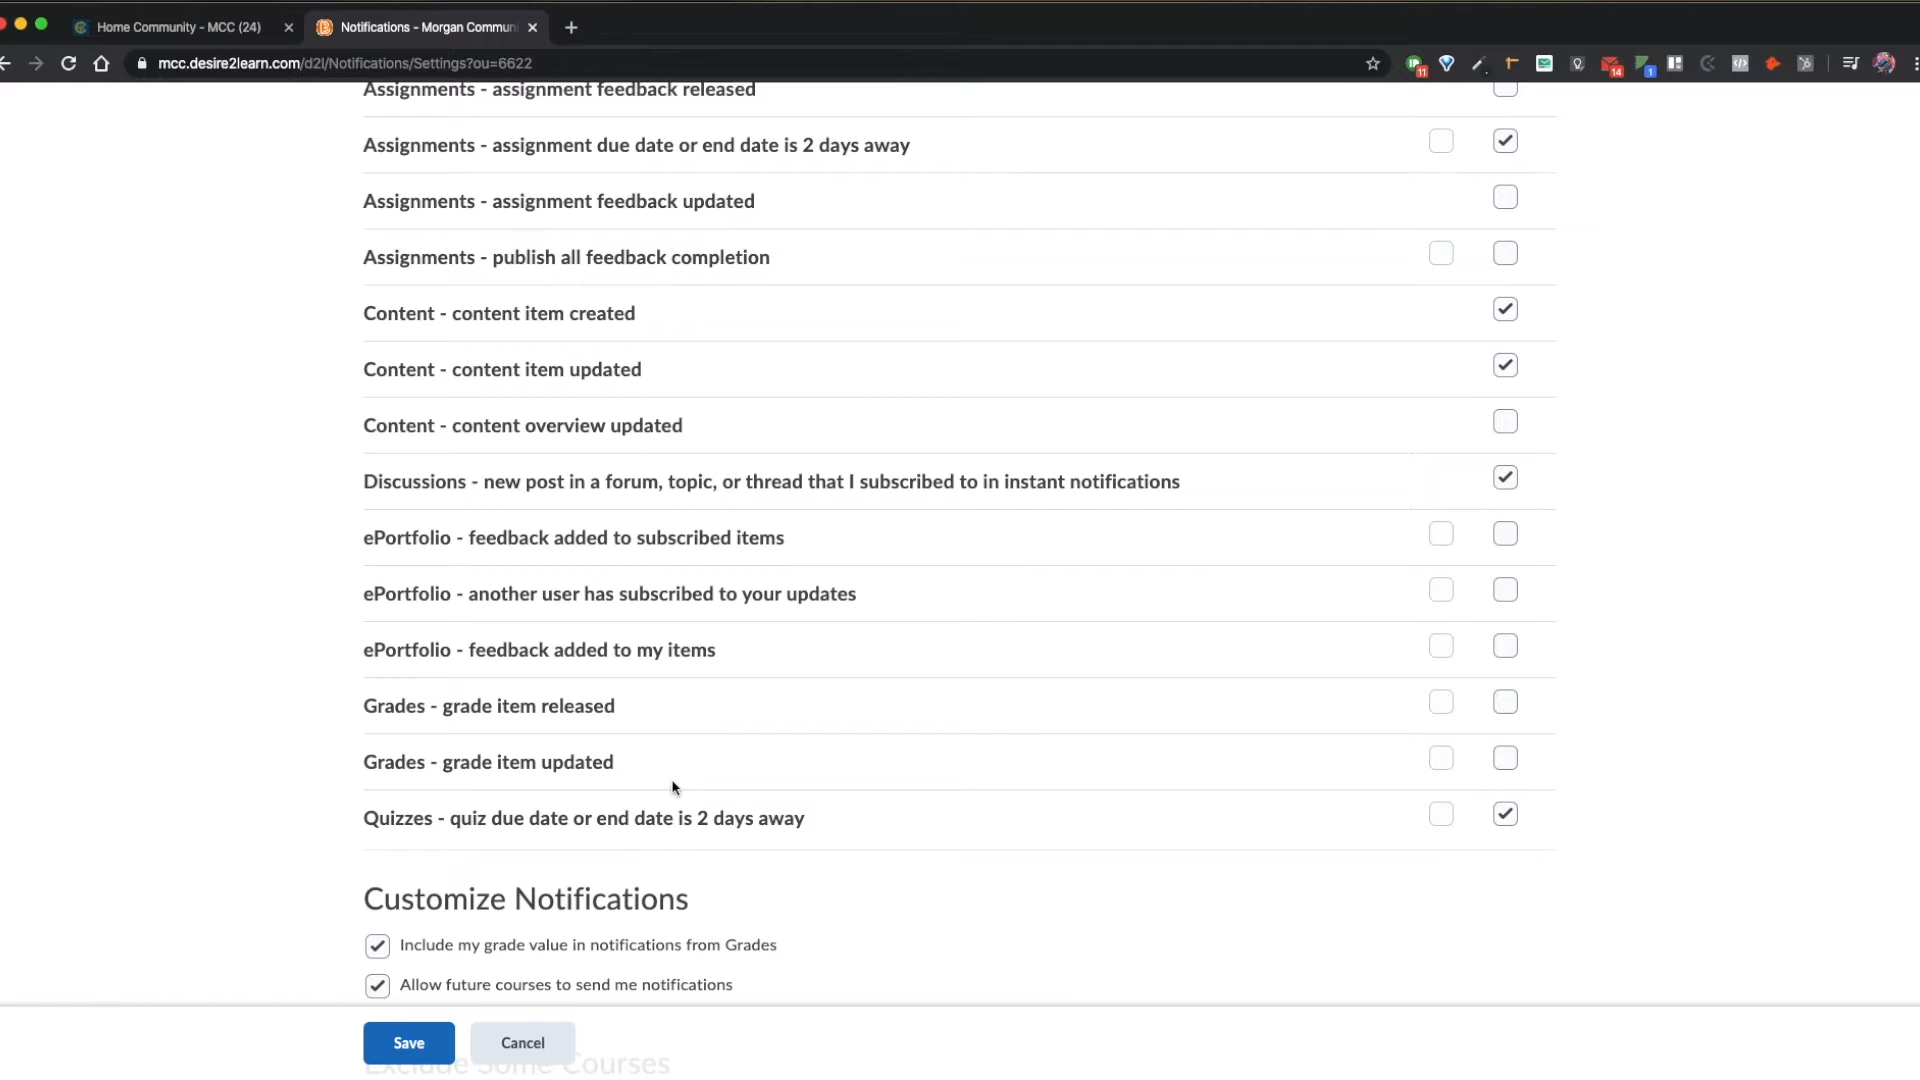 Home Community - MCC (24)
Notifications - Morgan Commun
mcc.desire2learn.com/d2l/Notifications/Settings?ou=6622
11
14
1
Assignments - assignment feedback released
Assignments - assignment due date or end date is 2 days away
Assignments - assignment feedback updated
Assignments - publish all feedback completion
Content - content item created
Content - content item updated
Content - content overview updated
Discussions - new post in a forum, topic, or thread that I subscribed to in instant notifications
ePortfolio - feedback added to subscribed items
ePortfolio - another user has subscribed to your updates
ePortfolio - feedback added to my items
Grades - grade item released
Grades - grade item updated
Quizzes - quiz due date or end date is 2 days away
Customize Notifications
Include my grade value in notifications from Grades
Allow future courses to send me notifications
Save
Cancel
Exclude Some Courses